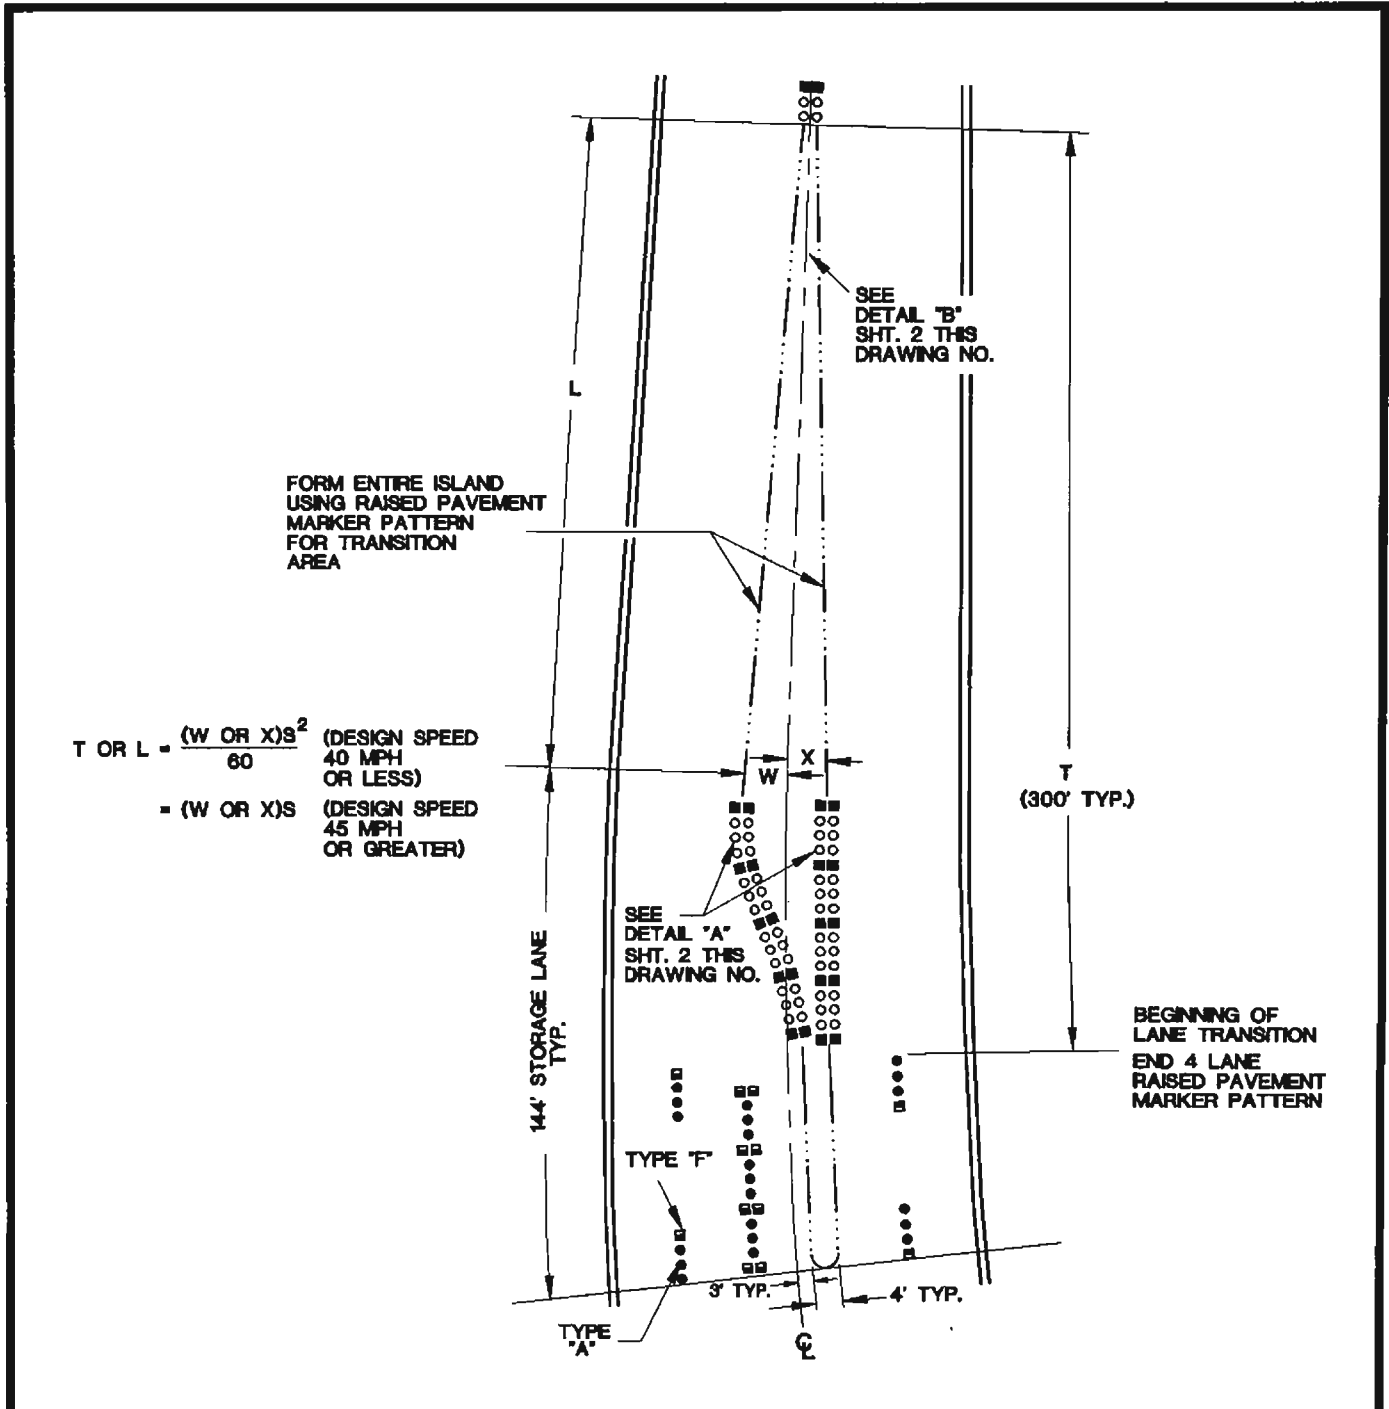 SEE
DETAIL "B"
SHT. 2 THIS
DRAWING NO.
L
FORM ENTIRE ISLAND
USING RAISED PAVEMENT
MARKER PATTERN
FOR TRANSITION
AREA
T OR L = (W OR X)S² / 60 (DESIGN SPEED
40 MPH
OR LESS)
= (W OR X)S (DESIGN SPEED
45 MPH
OR GREATER)
X
W
T
(300' TYP.)
SEE
DETAIL "A"
SHT. 2 THIS
DRAWING NO.
144' STORAGE LANE
TYP.
BEGINNING OF
LANE TRANSITION
END 4 LANE
RAISED PAVEMENT
MARKER PATTERN
TYPE "F"
3' TYP.
4' TYP.
TYPE
"A"
℄